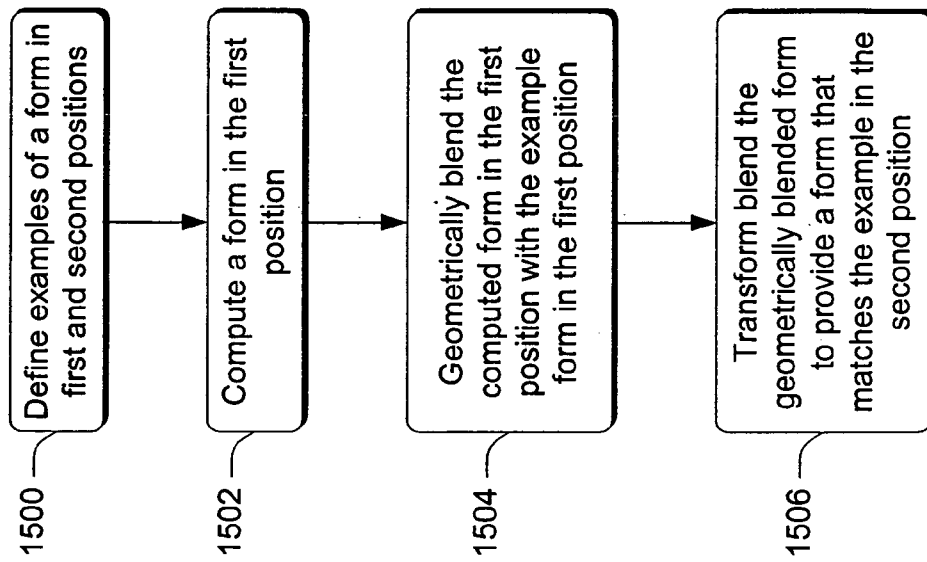 1500
Define examples of a form in
first and second positions
1502
Compute a form in the first
position
1504
Geometrically blend the
computed form in the first
position with the example
form in the first position
1506
Transform blend the
geometrically blended form
to provide a form that
matches the example in the
second position